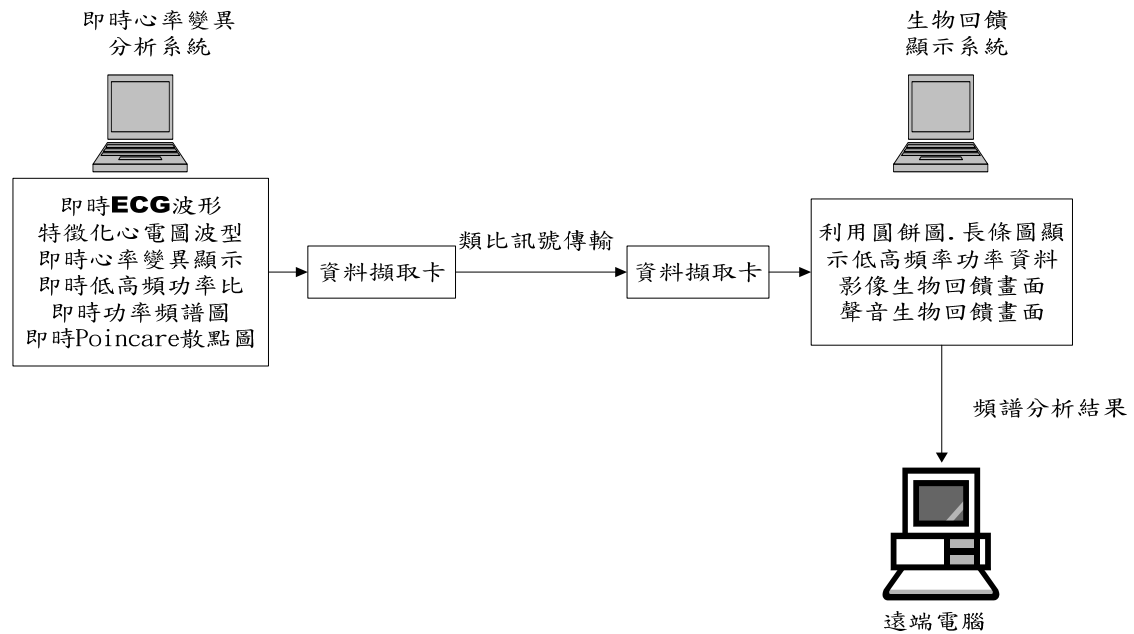 即時心率變異
分析系統
生物回饋
顯示系統
即時ECG波形
特徵化心電圖波型
即時心率變異顯示
即時低高頻功率比
即時功率頻譜圖
即時Poincare散點圖
資料擷取卡
類比訊號傳輸
資料擷取卡
利用圓餅圖.長條圖顯
示低高頻率功率資料
影像生物回饋畫面
聲音生物回饋畫面
頻譜分析結果
遠端電腦